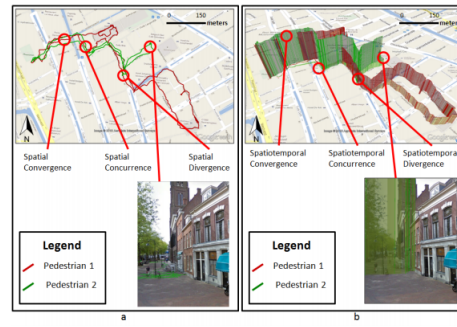 0 150
meters
0 150
meters
N
N
Spatial
Convergence
Spatial
Concurrence
Spatial
Divergence
Spatiotemporal
Convergence
Spatiotemporal
Concurrence
Spatiotemporal
Divergence
Legend
Pedestrian 1
Pedestrian 2
Legend
Pedestrian 1
Pedestrian 2
a
b